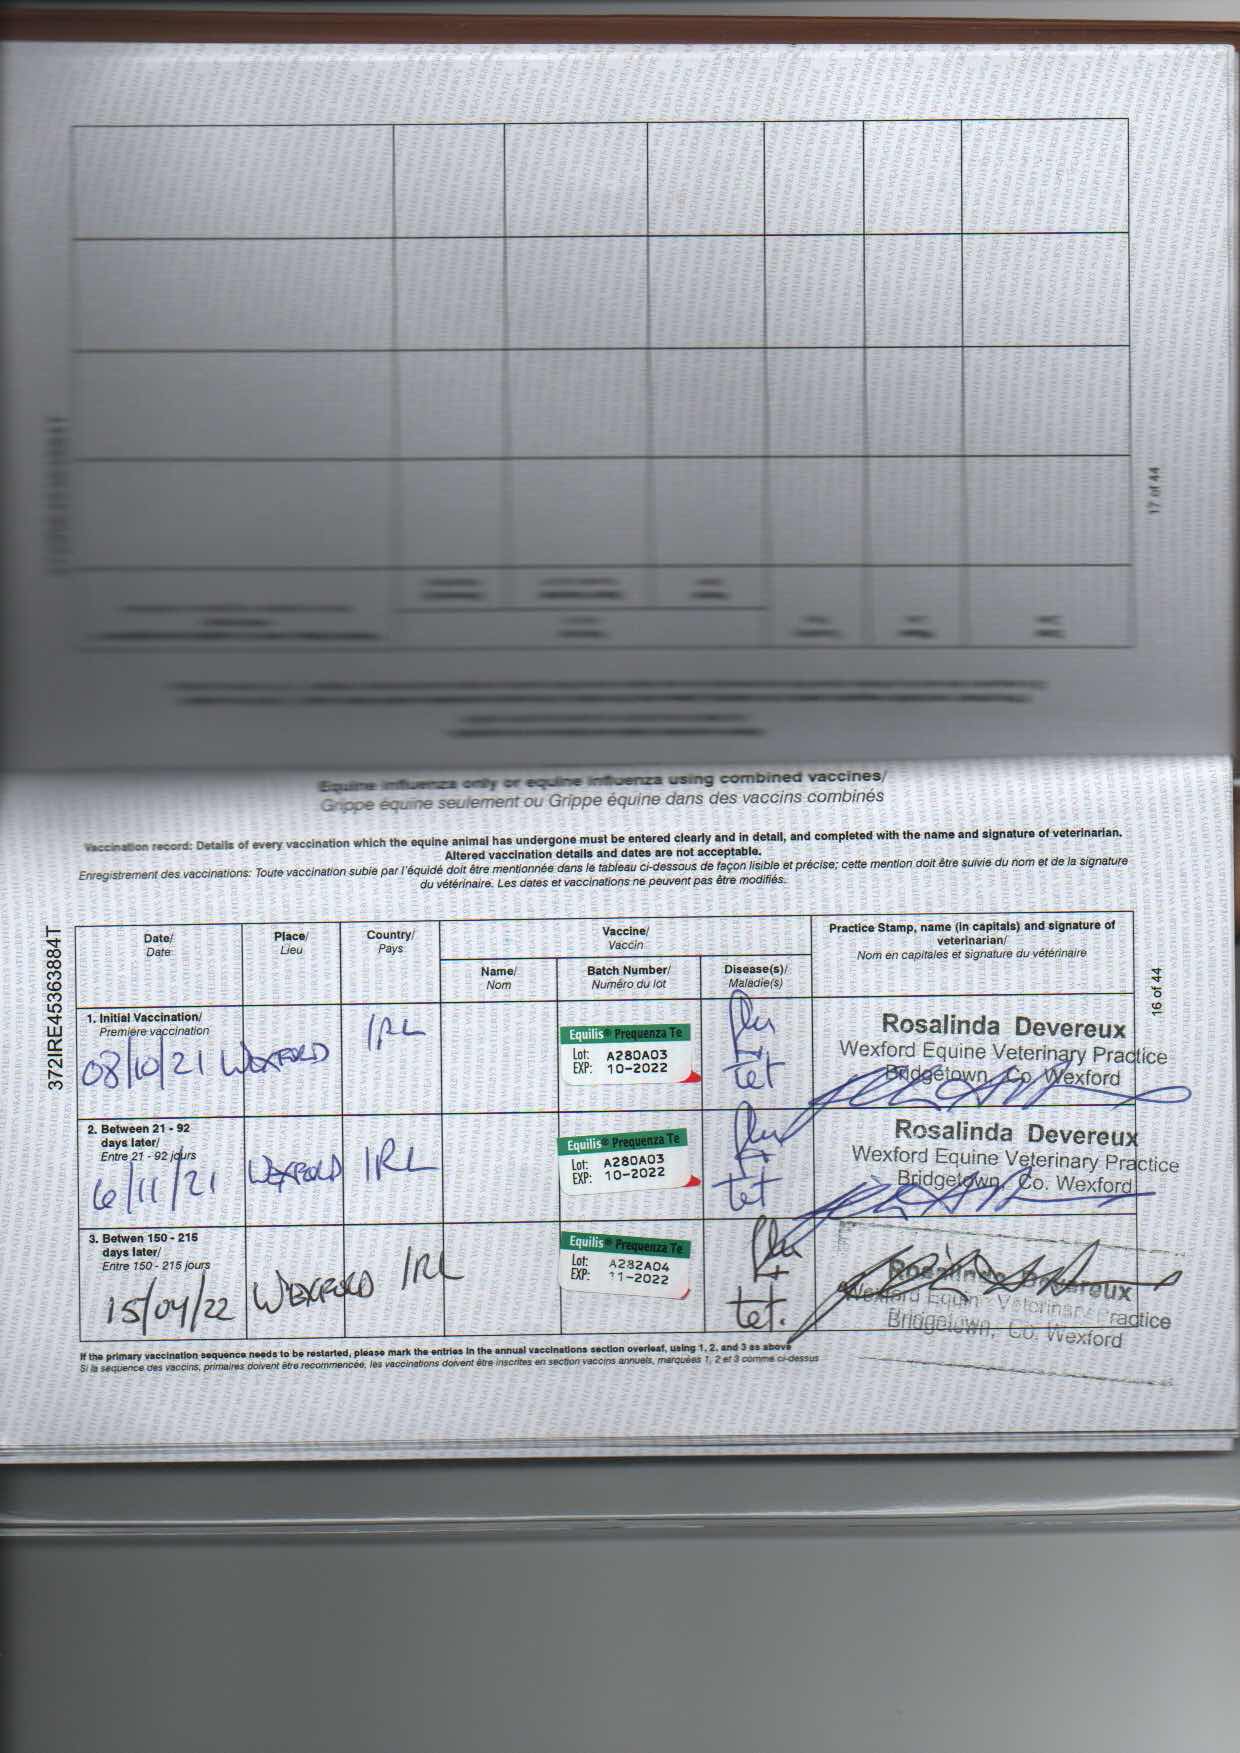 17 of 44
Equine influenza only or equine influenza using combined vaccines/
Grippe équine seulement ou Grippe équine dans des vaccins combinés
Vaccination record: Details of every vaccination which the equine animal has undergone must be entered clearly and in detail, and completed with the name and signature of veterinarian.
Altered vaccination details and dates are not acceptable.
Enregistrement des vaccinations: Toute vaccination subie par l'équidé doit être mentionnée dans le tableau ci-dessous de façon lisible et précise; cette mention doit être suivie du nom et de la signature
du vétérinaire. Les dates et vaccinations ne peuvent pas être modifiés.
372IRE45363884T
16 of 44
Date/
Date
Place/
Lieu
Country/
Pays
Vaccine/
Vaccin
Name/
Nom
Batch Number/
Numéro du lot
Disease(s)/
Maladie(s)
Practice Stamp, name (in capitals) and signature of
veterinarian/
Nom en capitales et signature du vétérinaire
1. Initial Vaccination/
Première vaccination
08/10/21 WEXFORD IRL
Equilis® Prequenza Te
Lot: A280A03
EXP: 10-2022
flu
+
tet
Rosalinda Devereux
Wexford Equine Veterinary Practice
Bridgetown, Co. Wexford
2. Between 21 - 92
days later/
Entre 21 - 92 jours
6/11/21 WEXFORD IRL
Equilis® Prequenza Te
Lot: A280A03
EXP: 10-2022
flu
+
tet
Rosalinda Devereux
Wexford Equine Veterinary Practice
Bridgetown, Co. Wexford
3. Betwen 150 - 215
days later/
Entre 150 - 215 jours
15/04/22 WEXFORD IRL
Equilis® Prequenza Te
Lot: A282A04
EXP: 11-2022
flu
+
tet.
Rosalinda Devereux
Wexford Equine Veterinary Practice
Bridgetown, Co. Wexford
If the primary vaccination sequence needs to be restarted, please mark the entries in the annual vaccinations section overleaf, using 1, 2, and 3 as above
Si la sequence des vaccins, primaires doivent être recommencée, les vaccinations doivent être inscrites en section vaccins annuels, marquées 1, 2 et 3 comme ci-dessus